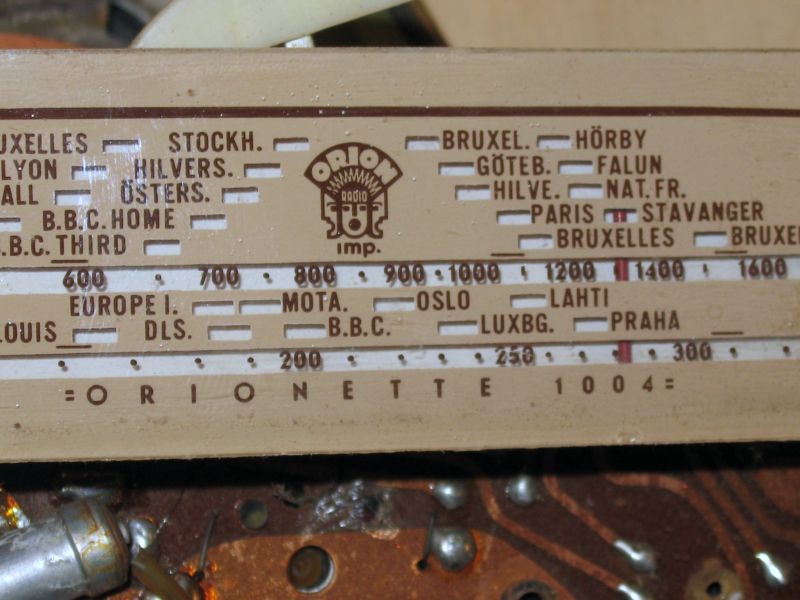 UXELLES STOCKH. BRUXEL. HÖRBY
LYON HILVERS. GÖTEB. FALUN
ALL ÖSTERS. HILVE. NAT.FR.
B.B.C. HOME PARIS STAVANGER
B.C. THIRD BRUXELLES BRUXE
ORION
RADIO
imp.
600 700 800 900 1000 1200 1400 1600
EUROPE I. MOTA. OSLO LAHTI
LOUIS DLS. B.B.C. LUXBG. PRAHA
200 250 300
=ORIONETTE 1004=